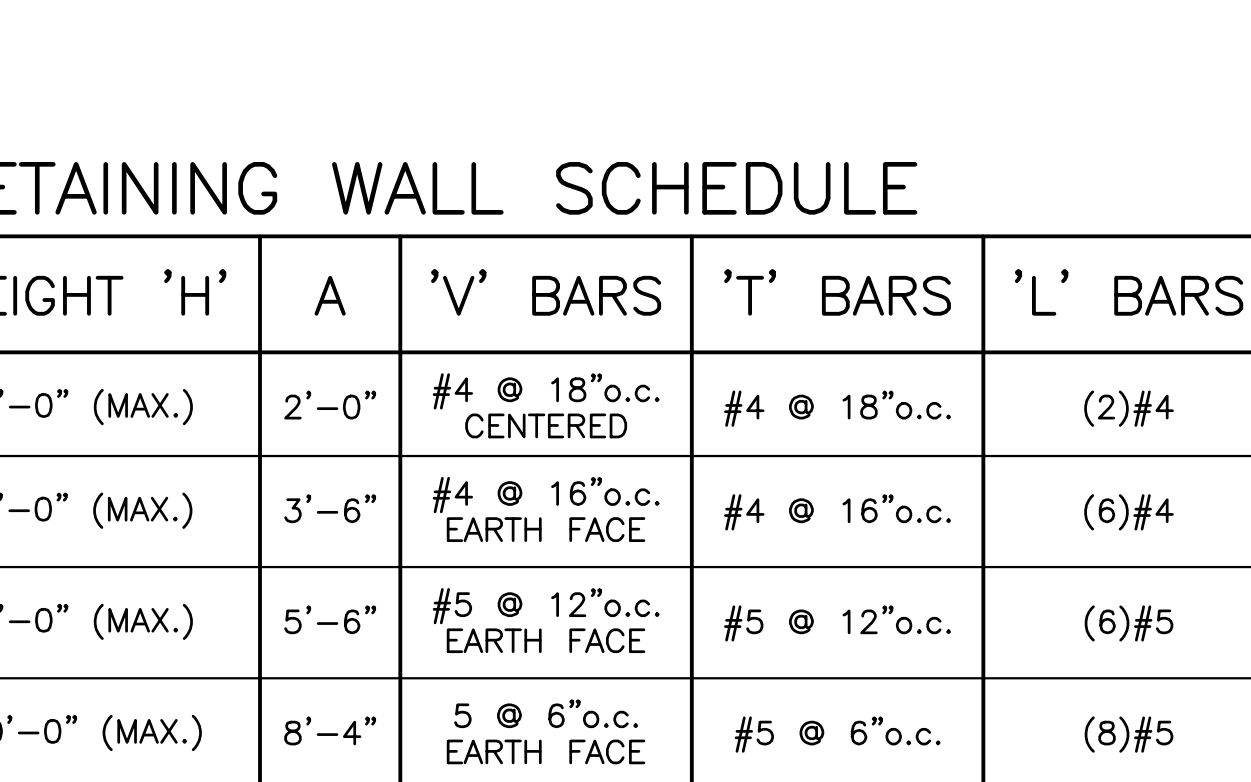 ETAINING WALL SCHEDULE
EIGHT 'H' A 'V' BARS 'T' BARS 'L' BARS
'-0" (MAX.) 2'-0" #4 @ 18"o.c. CENTERED #4 @ 18"o.c. (2)#4
'-0" (MAX.) 3'-6" #4 @ 16"o.c. EARTH FACE #4 @ 16"o.c. (6)#4
'-0" (MAX.) 5'-6" #5 @ 12"o.c. EARTH FACE #5 @ 12"o.c. (6)#5
0'-0" (MAX.) 8'-4" 5 @ 6"o.c. EARTH FACE #5 @ 6"o.c. (8)#5